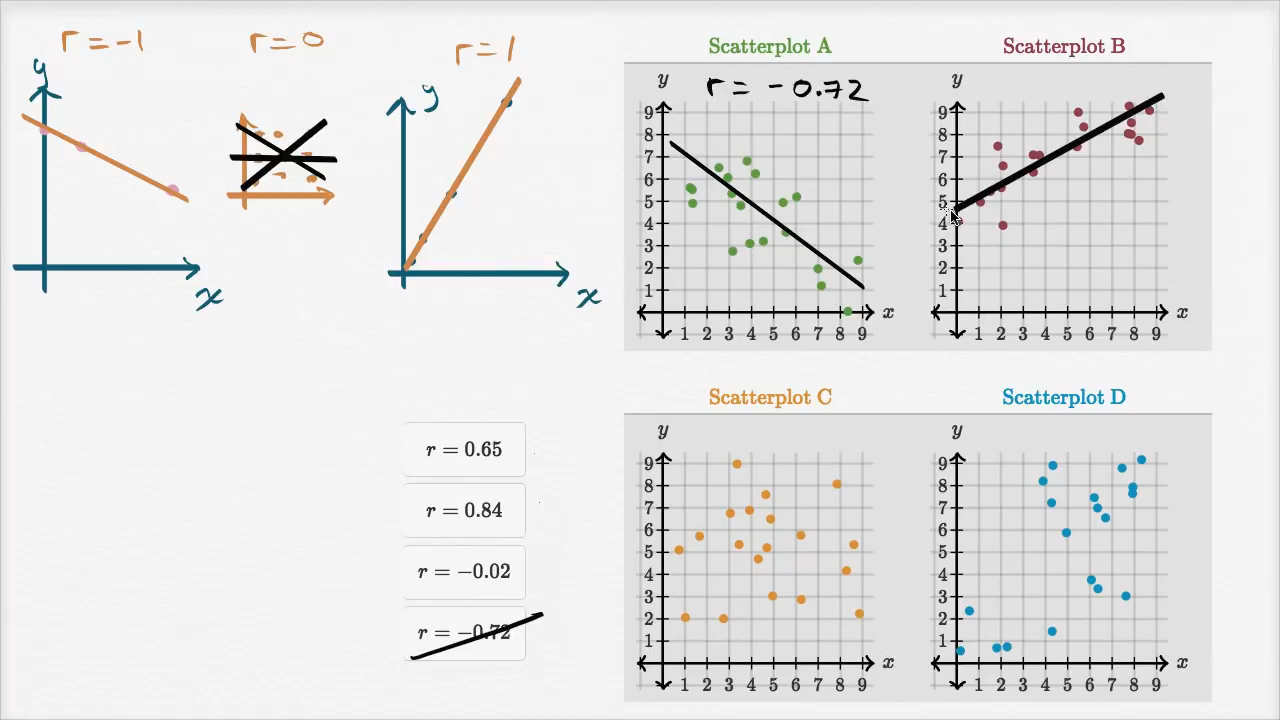 r = -1
r = 0
r = 1
y
x
y
x
r = 0.65
r = 0.84
r = −0.02
r = −0.72
Scatterplot A
y
r = -0.72
9
8
7
6
5
4
3
2
1
1 2 3 4 5 6 7 8 9
x
Scatterplot B
y
9
8
7
6
5
4
3
2
1
1 2 3 4 5 6 7 8 9
x
Scatterplot C
y
9
8
7
6
5
4
3
2
1
1 2 3 4 5 6 7 8 9
x
Scatterplot D
y
9
8
7
6
5
4
3
2
1
1 2 3 4 5 6 7 8 9
x